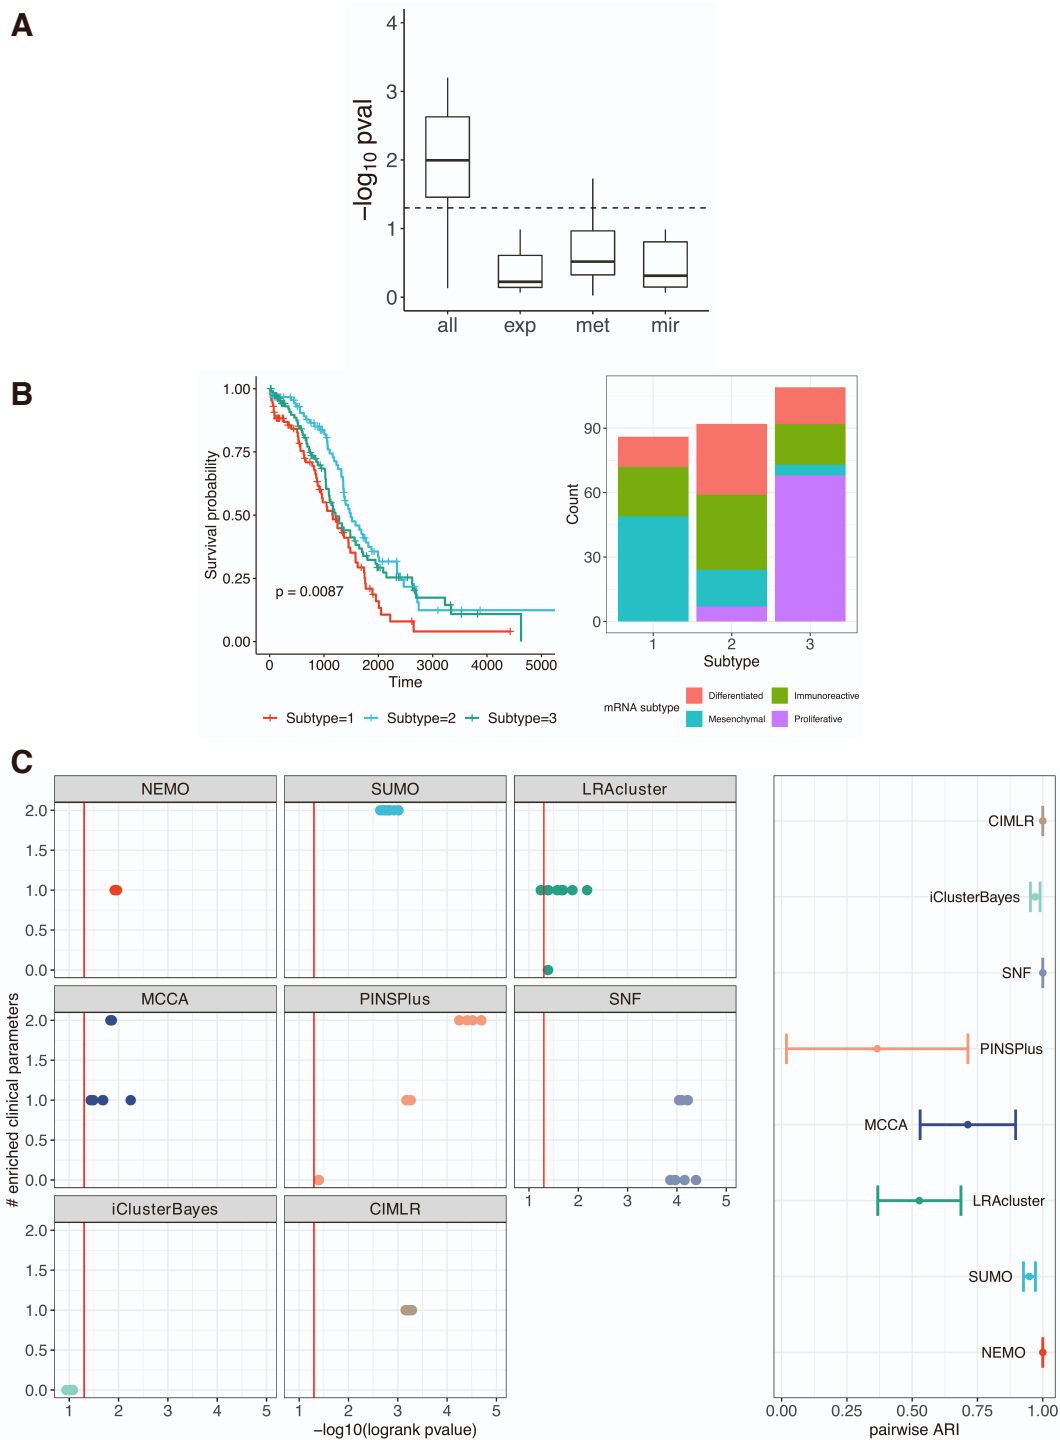 A
−log10 pval
4
3
2
1
0
all exp met mir
B
Survival probability
1.00
0.75
0.50
0.25
0.00
p = 0.0087
0 1000 2000 3000 4000 5000
Time
Subtype=1 Subtype=2 Subtype=3
Count
90
60
30
0
1 2 3
Subtype
mRNA subtype
Differentiated Immunoreactive
Mesenchymal Proliferative
C
# enriched clinical parameters
NEMO SUMO LRAcluster
2.0
1.5
1.0
0.5
0.0
MCCA PINSPlus SNF
2.0
1.5
1.0
0.5
0.0
1 2 3 4 5
iClusterBayes CIMLR
2.0
1.5
1.0
0.5
0.0
1 2 3 4 5 1 2 3 4 5
−log10(logrank pvalue)
CIMLR
iClusterBayes
SNF
PINSPlus
MCCA
LRAcluster
SUMO
NEMO
0.00 0.25 0.50 0.75 1.00
pairwise ARI